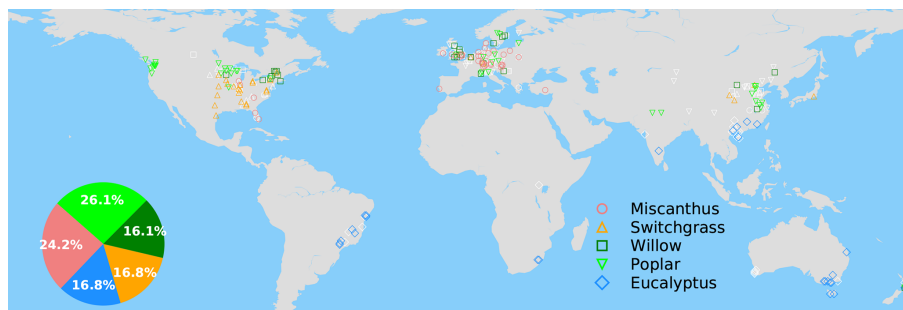 26.1%
16.1%
24.2%
16.8%
16.8%
Miscanthus
Switchgrass
Willow
Poplar
Eucalyptus